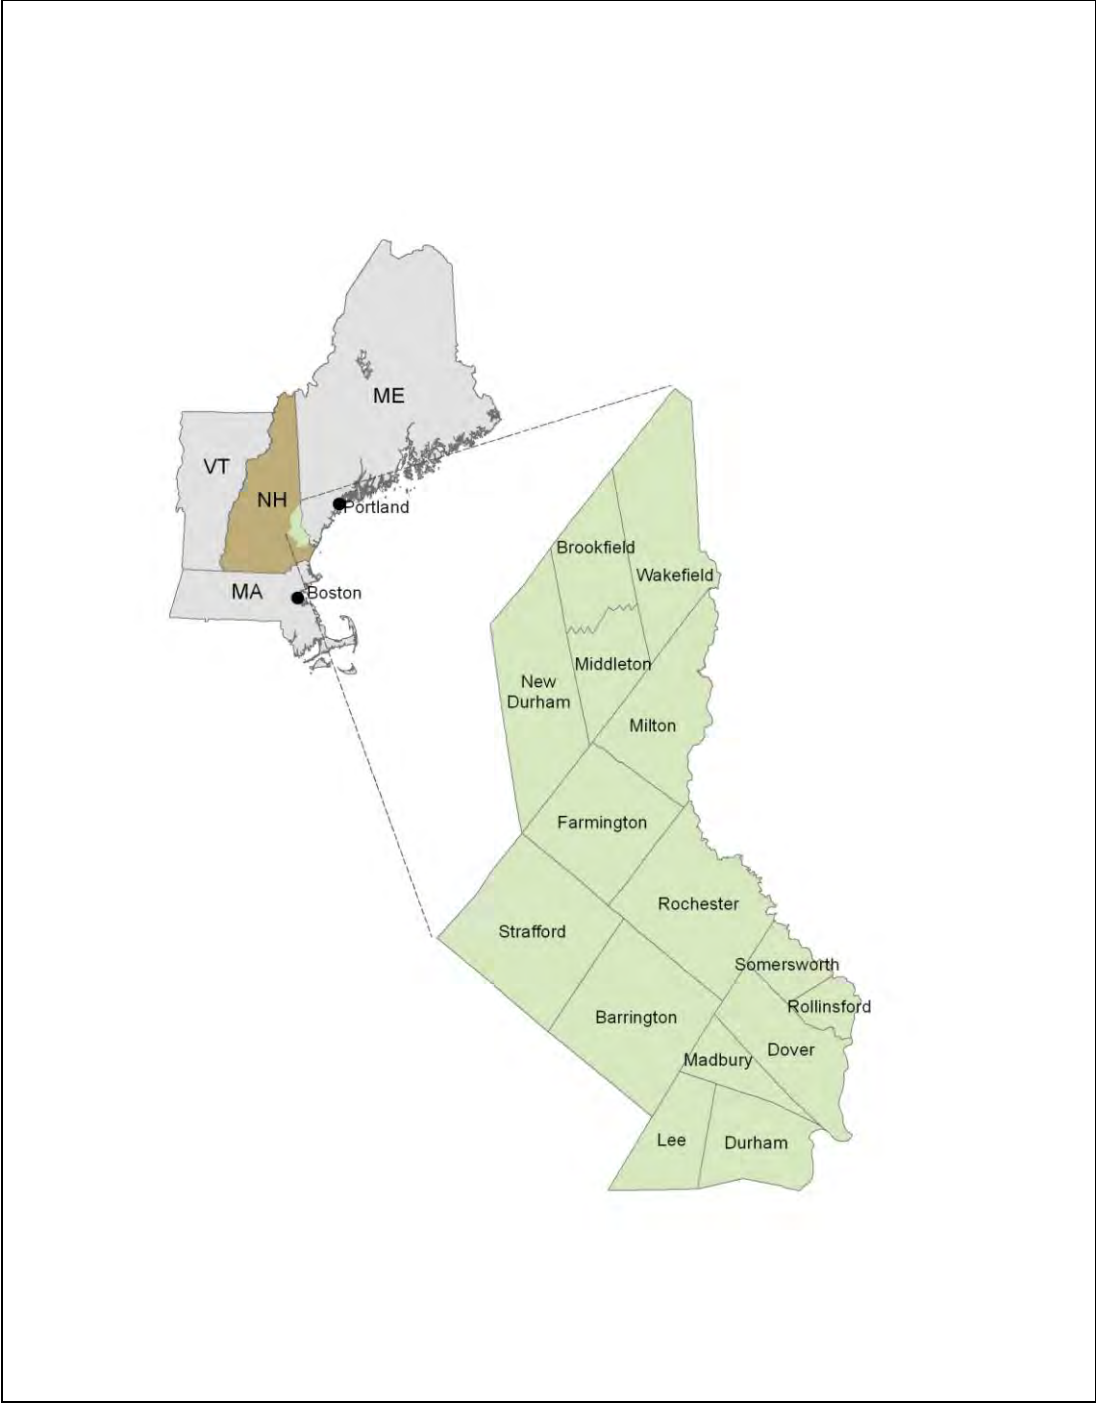 ME
VT
NH
Portland
MA
Boston
Brookfield
Wakefield
Middleton
New
Durham
Milton
Farmington
Rochester
Strafford
Somersworth
Rollinsford
Barrington
Dover
Madbury
Lee
Durham